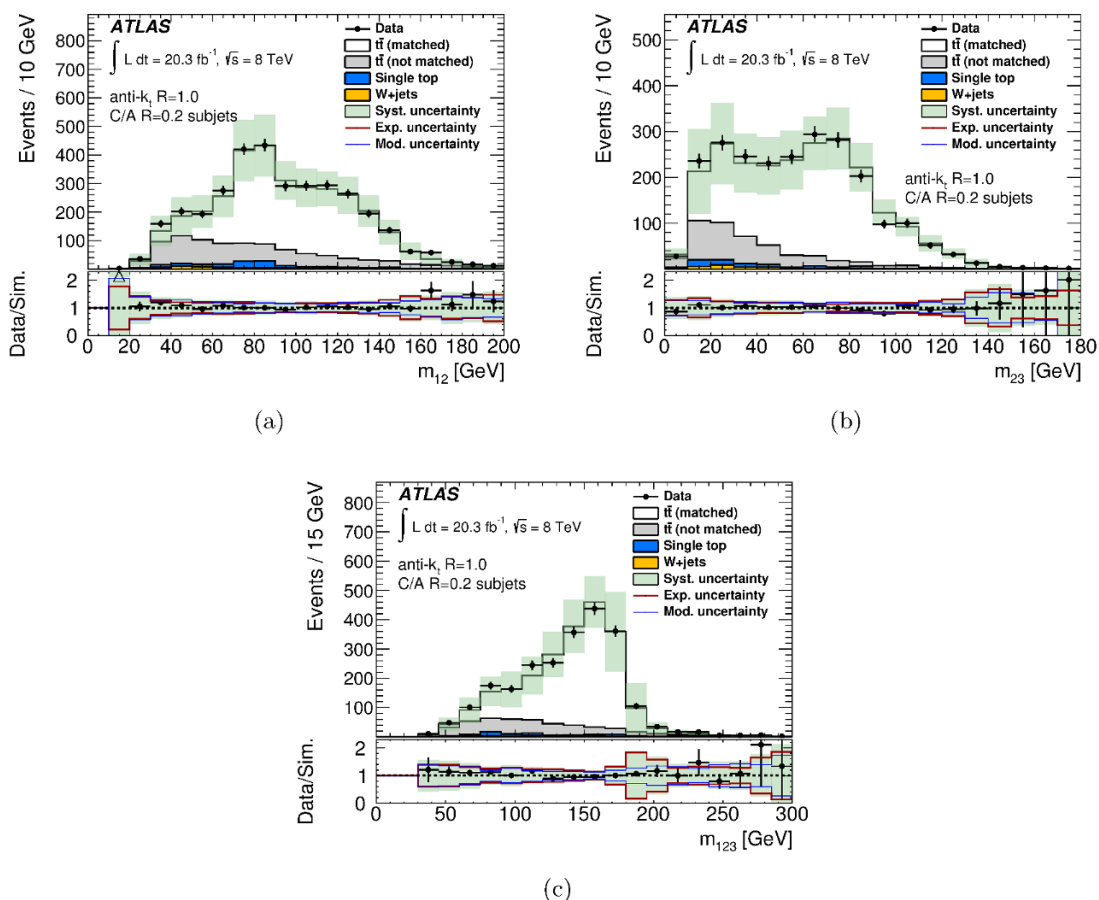 ATLAS
∫ L dt = 20.3 fb⁻¹, √s = 8 TeV
anti-kₜ R=1.0
C/A R=0.2 subjets
Data
tt̄ (matched)
tt̄ (not matched)
Single top
W+jets
Syst. uncertainty
Exp. uncertainty
Mod. uncertainty
Events / 10 GeV
800
700
600
500
400
300
200
100
Data/Sim.
2
1
0
0 20 40 60 80 100 120 140 160 180 200
m₁₂ [GeV]
(a)
ATLAS
∫ L dt = 20.3 fb⁻¹, √s = 8 TeV
Data
tt̄ (matched)
tt̄ (not matched)
Single top
W+jets
Syst. uncertainty
Exp. uncertainty
Mod. uncertainty
anti-kₜ R=1.0
C/A R=0.2 subjets
Events / 10 GeV
500
400
300
200
100
Data/Sim.
2
1
0
0 20 40 60 80 100 120 140 160 180
m₂₃ [GeV]
(b)
ATLAS
∫ L dt = 20.3 fb⁻¹, √s = 8 TeV
anti-kₜ R=1.0
C/A R=0.2 subjets
Data
tt̄ (matched)
tt̄ (not matched)
Single top
W+jets
Syst. uncertainty
Exp. uncertainty
Mod. uncertainty
Events / 15 GeV
800
700
600
500
400
300
200
100
Data/Sim.
2
1
0
0 50 100 150 200 250 300
m₁₂₃ [GeV]
(c)